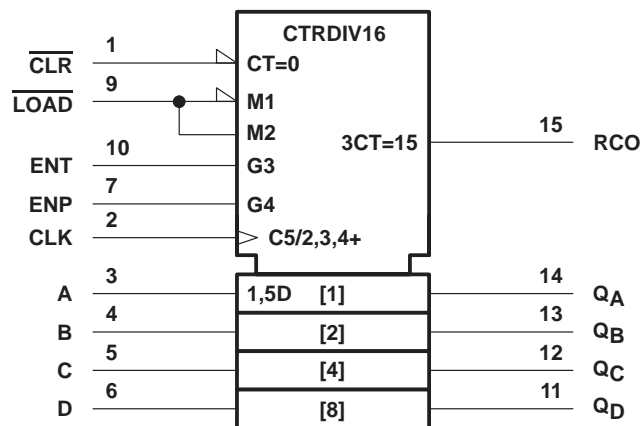 CTRDIV16
CLR 1 CT=0
LOAD 9 M1
M2
3CT=15 15 RCO
ENT 10 G3
ENP 7 G4
CLK 2 C5/2,3,4+
A 3 1,5D [1] 14 QA
B 4 [2] 13 QB
C 5 [4] 12 QC
D 6 [8] 11 QD